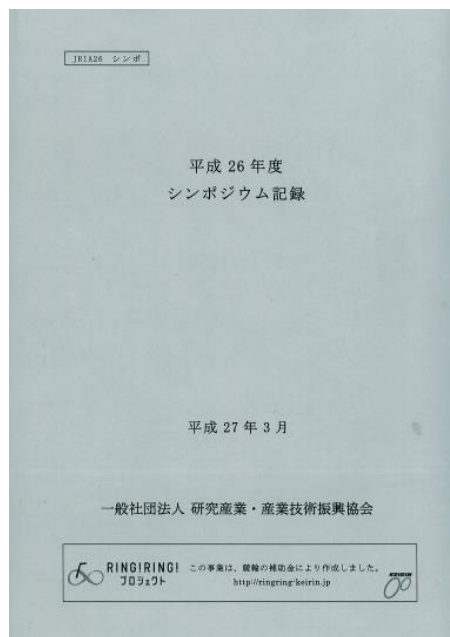 JRIA26 シンポ
平成 26 年度
シンポジウム記録
平成 27 年 3 月
一般社団法人 研究産業・産業技術振興協会
RING!RING!
プロジェクト
この事業は、競輪の補助金により作成しました。
http://ringring-keirin.jp
KEIRIN